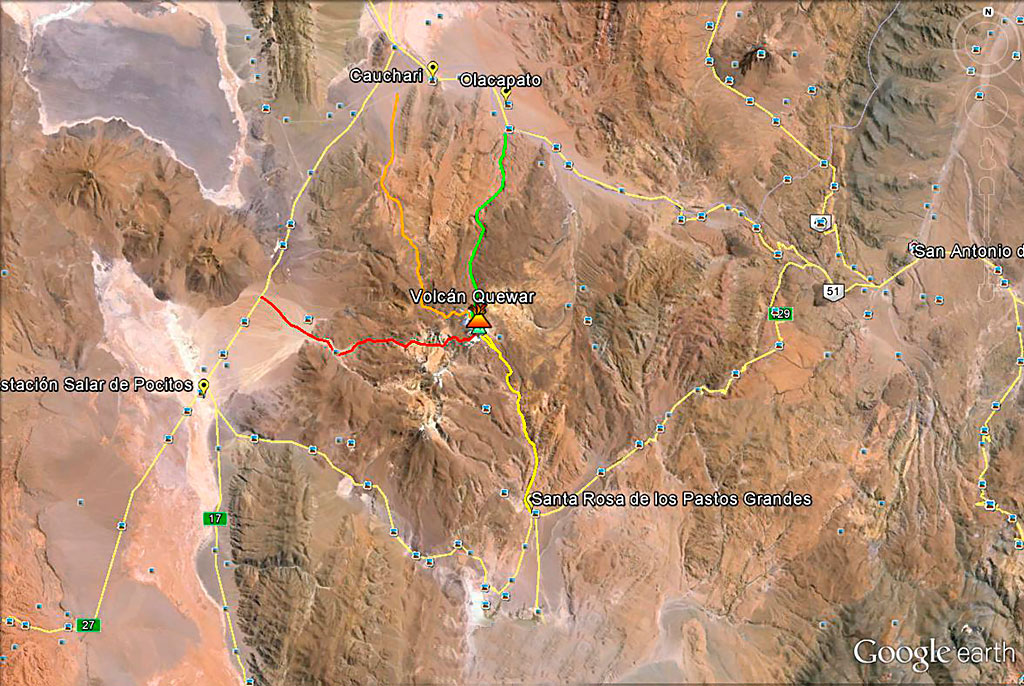 N
Cauchari
Olacapato
San Antonio d
51
Volcán Quewar
29
stación Salar de Pocitos
Santa Rosa de los Pastos Grandes
17
27
Google earth